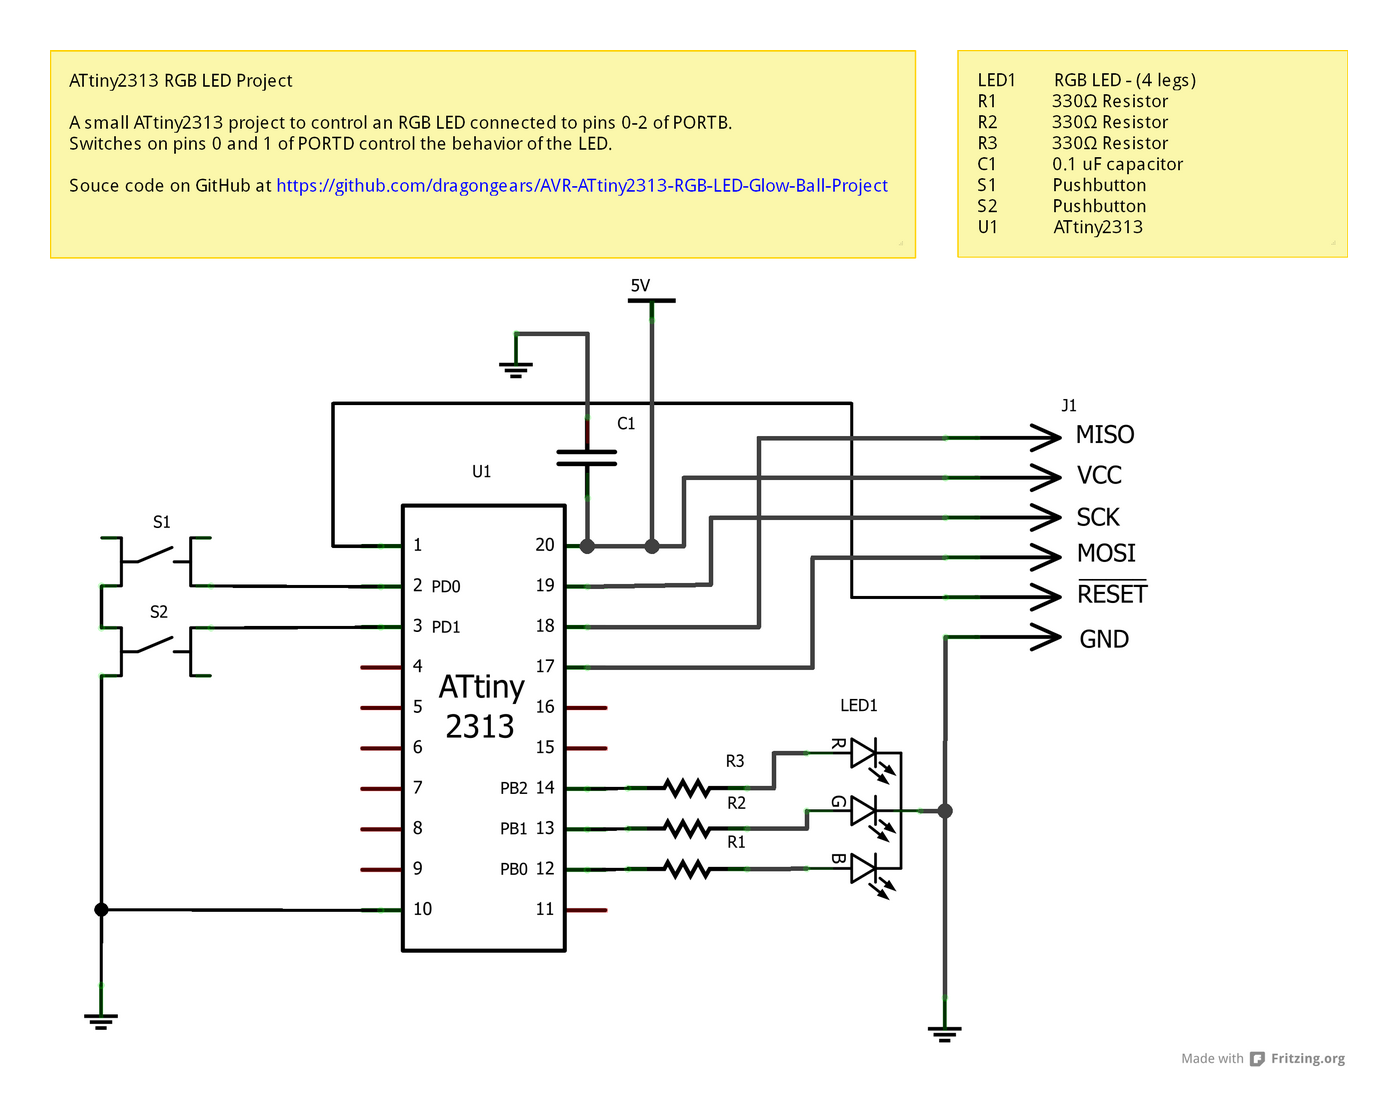 ATtiny2313 RGB LED Project
A small ATtiny2313 project to control an RGB LED connected to pins 0-2 of PORTB.
Switches on pins 0 and 1 of PORTD control the behavior of the LED.
Souce code on GitHub at https://github.com/dragongears/AVR-ATtiny2313-RGB-LED-Glow-Ball-Project
LED1 RGB LED - (4 legs)
R1 330Ω Resistor
R2 330Ω Resistor
R3 330Ω Resistor
C1 0.1 uF capacitor
S1 Pushbutton
S2 Pushbutton
U1 ATtiny2313
5V
J1
C1
MISO
U1
VCC
S1
SCK
1 20
MOSI
2 PD0 19
RESET
S2
3 PD1 18
GND
4 17
ATtiny
5 16
LED1
2313
6 15
R
R3
7 PB2 14
R2
G
8 PB1 13
R1
B
9 PB0 12
10 11
Made with Fritzing.org